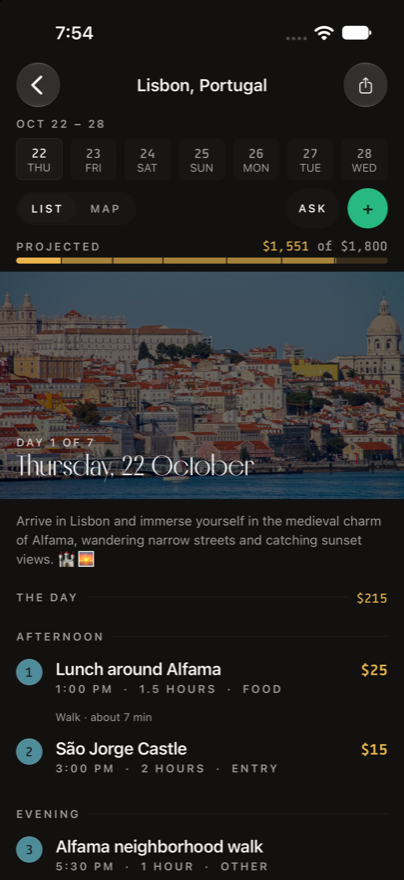 7:54
Lisbon, Portugal
OCT 22 – 28
22 23 24 25 26 27 28
THU FRI SAT SUN MON TUE WED
LIST MAP ASK +
PROJECTED $1,551 of $1,800
DAY 1 OF 7
Thursday, 22 October
Arrive in Lisbon and immerse yourself in the medieval charm
of Alfama, wandering narrow streets and catching sunset
views. 🏰🌅
THE DAY $215
AFTERNOON
1 Lunch around Alfama $25
1:00 PM · 1.5 HOURS · FOOD
Walk · about 7 min
2 São Jorge Castle $15
3:00 PM · 2 HOURS · ENTRY
EVENING
3 Alfama neighborhood walk
5:30 PM · 1 HOUR · OTHER